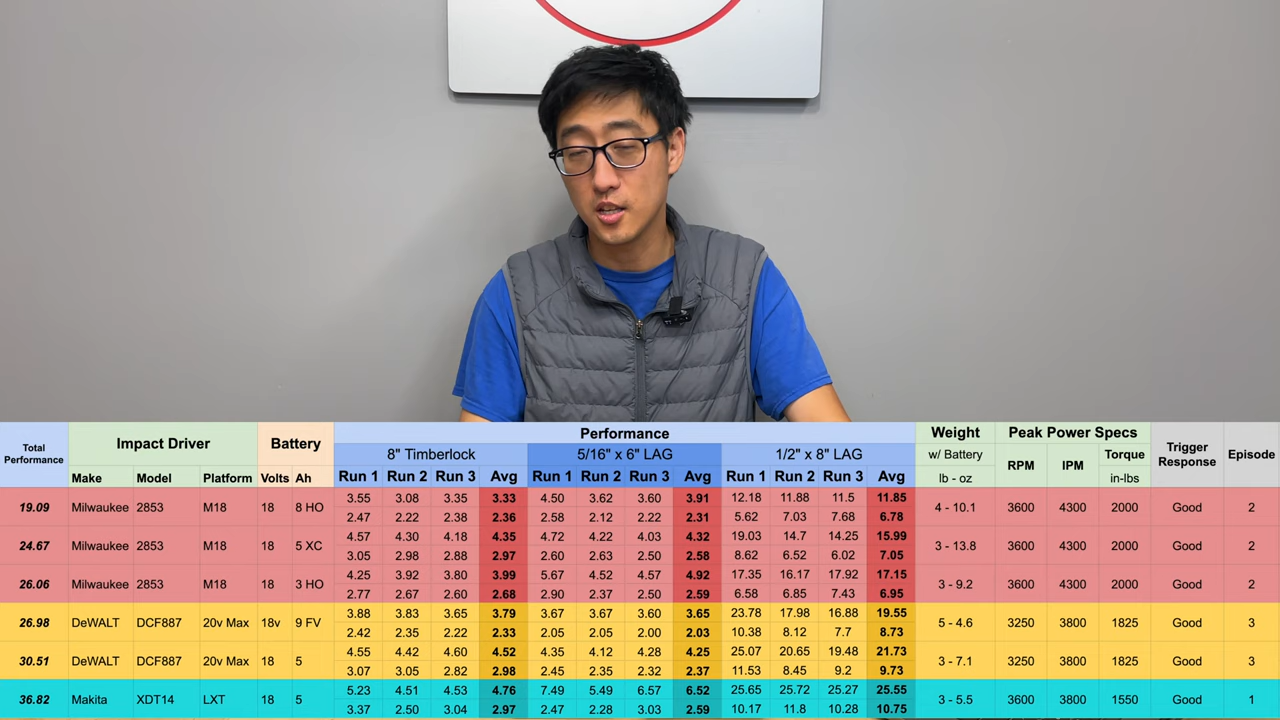 Total Performance Impact Driver Battery Performance Weight Peak Power Specs Trigger Response Episode
8" Timberlock 5/16" x 6" LAG 1/2" x 8" LAG w/ Battery RPM IPM Torque
Make Model Platform Volts Ah Run 1 Run 2 Run 3 Avg Run 1 Run 2 Run 3 Avg Run 1 Run 2 Run 3 Avg lb - oz in-lbs
19.09 Milwaukee 2853 M18 18 8 HO 3.55 3.08 3.35 3.33 4.50 3.62 3.60 3.91 12.18 11.88 11.5 11.85 4 - 10.1 3600 4300 2000 Good 2
2.47 2.22 2.38 2.36 2.58 2.12 2.22 2.31 5.62 7.03 7.68 6.78
24.67 Milwaukee 2853 M18 18 5 XC 4.57 4.30 4.18 4.35 4.72 4.22 4.03 4.32 19.03 14.7 14.25 15.99 3 - 13.8 3600 4300 2000 Good 2
3.05 2.98 2.88 2.97 2.60 2.63 2.50 2.58 8.62 6.52 6.02 7.05
26.06 Milwaukee 2853 M18 18 3 HO 4.25 3.92 3.80 3.99 5.67 4.52 4.57 4.92 17.35 16.17 17.92 17.15 3 - 9.2 3600 4300 2000 Good 2
2.77 2.67 2.60 2.68 2.90 2.37 2.50 2.59 6.58 6.85 7.43 6.95
26.98 DeWALT DCF887 20v Max 18v 9 FV 3.88 3.83 3.65 3.79 3.67 3.67 3.60 3.65 23.78 17.98 16.88 19.55 5 - 4.6 3250 3800 1825 Good 3
2.42 2.35 2.22 2.33 2.05 2.05 2.00 2.03 10.38 8.12 7.7 8.73
30.51 DeWALT DCF887 20v Max 18 5 4.55 4.42 4.60 4.52 4.35 4.12 4.28 4.25 25.07 20.65 19.48 21.73 3 - 7.1 3250 3800 1825 Good 3
3.07 3.05 2.82 2.98 2.45 2.35 2.32 2.37 11.53 8.45 9.2 9.73
36.82 Makita XDT14 LXT 18 5 5.23 4.51 4.53 4.76 7.49 5.49 6.57 6.52 25.65 25.72 25.27 25.55 3 - 5.5 3600 3800 1550 Good 1
3.37 2.50 3.04 2.97 2.47 2.28 3.03 2.59 10.17 11.8 10.28 10.75